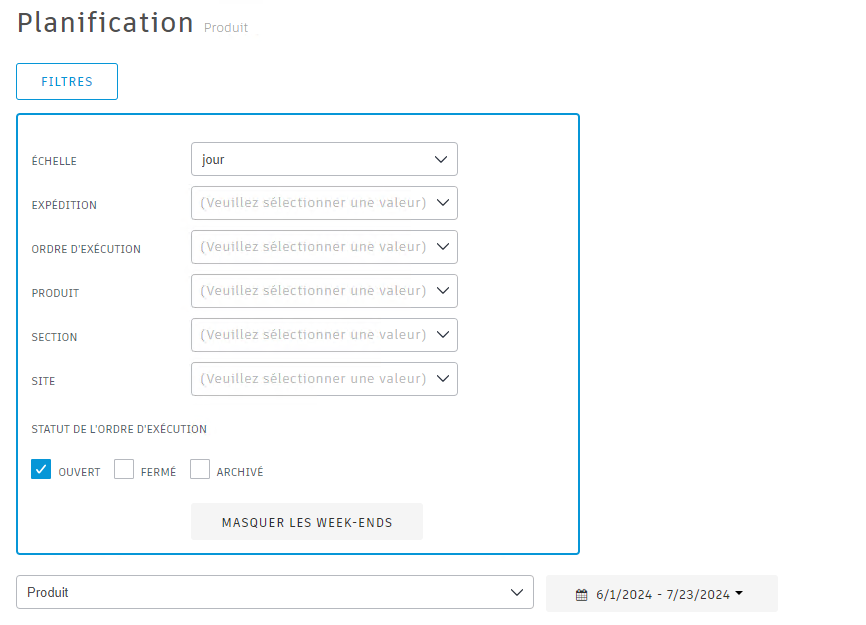 Planification Produit
FILTRES
ÉCHELLE jour
EXPÉDITION (Veuillez sélectionner une valeur)
ORDRE D'EXÉCUTION (Veuillez sélectionner une valeur)
PRODUIT (Veuillez sélectionner une valeur)
SECTION (Veuillez sélectionner une valeur)
SITE (Veuillez sélectionner une valeur)
STATUT DE L'ORDRE D'EXÉCUTION
OUVERT FERMÉ ARCHIVÉ
MASQUER LES WEEK-ENDS
Produit 6/1/2024 - 7/23/2024